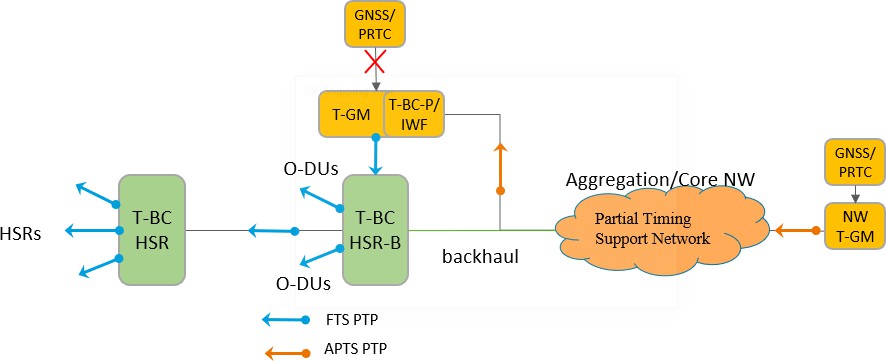 GNSS/
PRTC
T-GM
T-BC-P/
IWF
O-DUs
HSRs
T-BC
HSR
T-BC
HSR-B
O-DUs
backhaul
Aggregation/Core NW
Partial Timing
Support Network
GNSS/
PRTC
NW
T-GM
FTS PTP
APTS PTP